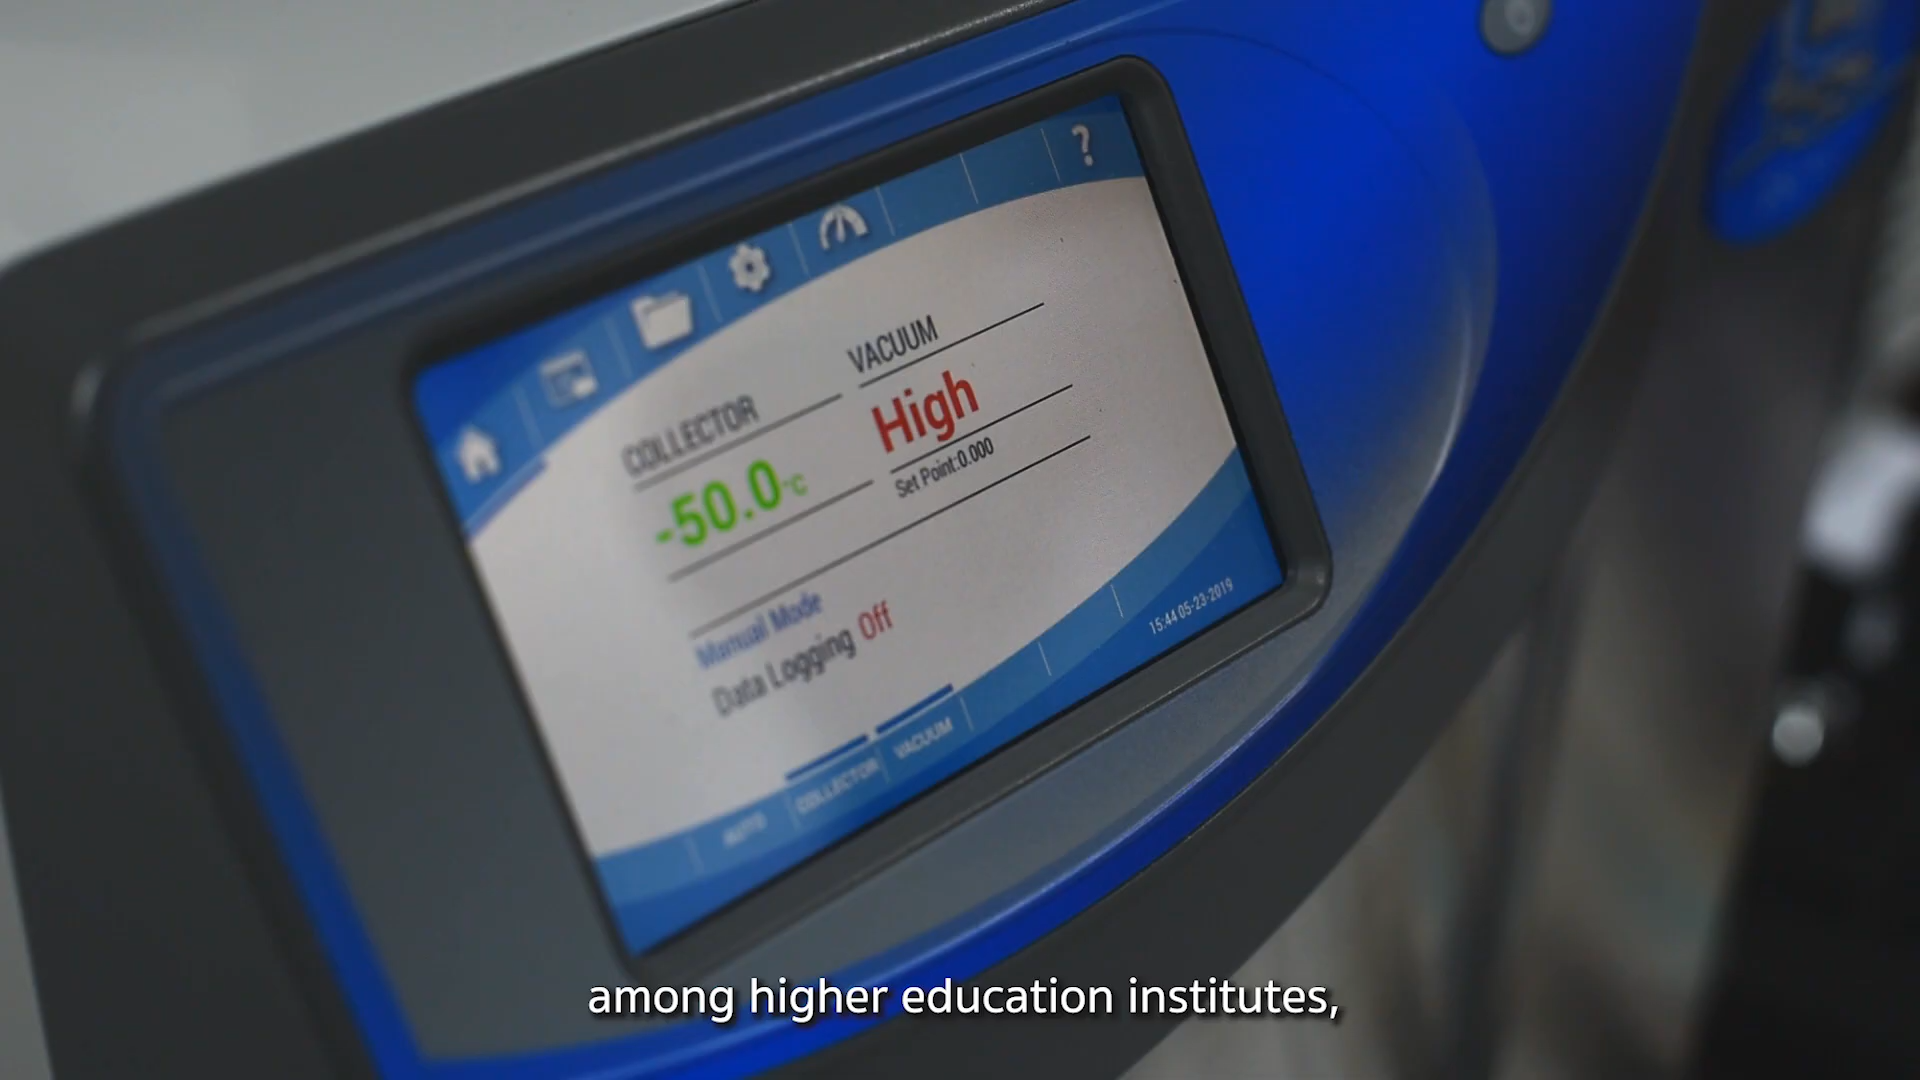 ?
COLLECTOR
-50.0°C
VACUUM
High
Set Point:0.000
Manual Mode
Data Logging Off
AUTO
COLLECTOR
VACUUM
15:44 05-23-2019
among higher education institutes,